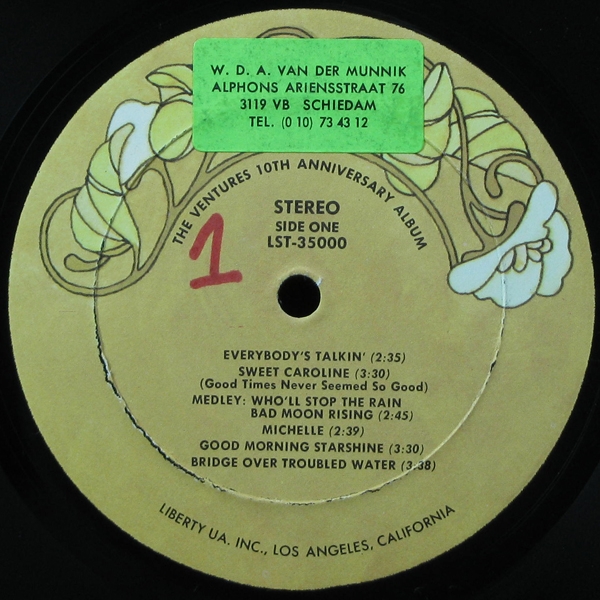 W. D. A. VAN DER MUNNIK
ALPHONS ARIENSSTRAAT 76
3119 VB SCHIEDAM
TEL. (0 10) 73 43 12
THE VENTURES 10TH ANNIVERSARY ALBUM
STEREO
SIDE ONE
LST-35000
1
EVERYBODY'S TALKIN' (2:35)
SWEET CAROLINE (3:30)
(Good Times Never Seemed So Good)
MEDLEY: WHO'LL STOP THE RAIN
BAD MOON RISING (2:45)
MICHELLE (2:39)
GOOD MORNING STARSHINE (3:30)
BRIDGE OVER TROUBLED WATER (3:38)
LIBERTY UA. INC., LOS ANGELES, CALIFORNIA